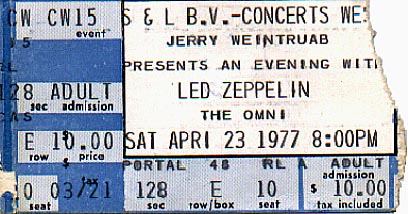 CW CW15 S & L B.V.-CONCERTS WE
event JERRY WEINTRUAB
PRESENTS AN EVENING WITH
128 ADULT LED ZEPPELIN
sec admission
THE OMNI
E 10.00 SAT APRI 23 1977 8:00PM
row price
PORTAL 48 RL A ADULT
admission
tax
0 03/21 128 E 10 $ 10.00
seat sec row/box seat tax included